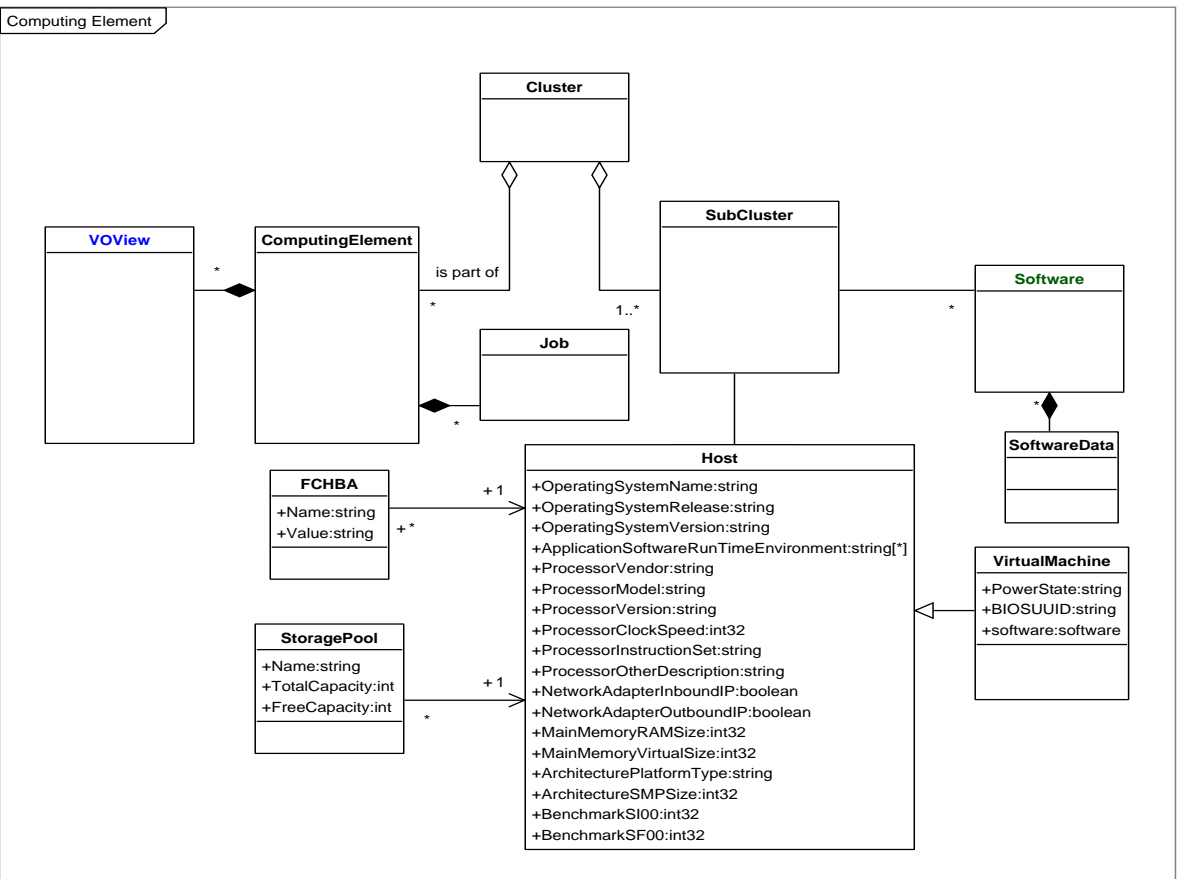 Computing Element
Cluster
SubCluster
VOView
ComputingElement
*
is part of
*
1..*
*
Software
Job
*
*
SoftwareData
Host
+OperatingSystemName:string
+OperatingSystemRelease:string
+OperatingSystemVersion:string
+ApplicationSoftwareRunTimeEnvironment:string[*]
+ProcessorVendor:string
+ProcessorModel:string
+ProcessorVersion:string
+ProcessorClockSpeed:int32
+ProcessorInstructionSet:string
+ProcessorOtherDescription:string
+NetworkAdapterInboundIP:boolean
+NetworkAdapterOutboundIP:boolean
+MainMemoryRAMSize:int32
+MainMemoryVirtualSize:int32
+ArchitecturePlatformType:string
+ArchitectureSMPSize:int32
+BenchmarkSI00:int32
+BenchmarkSF00:int32
FCHBA
+Name:string
+Value:string
+1
+*
StoragePool
+Name:string
+TotalCapacity:int
+FreeCapacity:int
+1
*
VirtualMachine
+PowerState:string
+BIOSUUID:string
+software:software